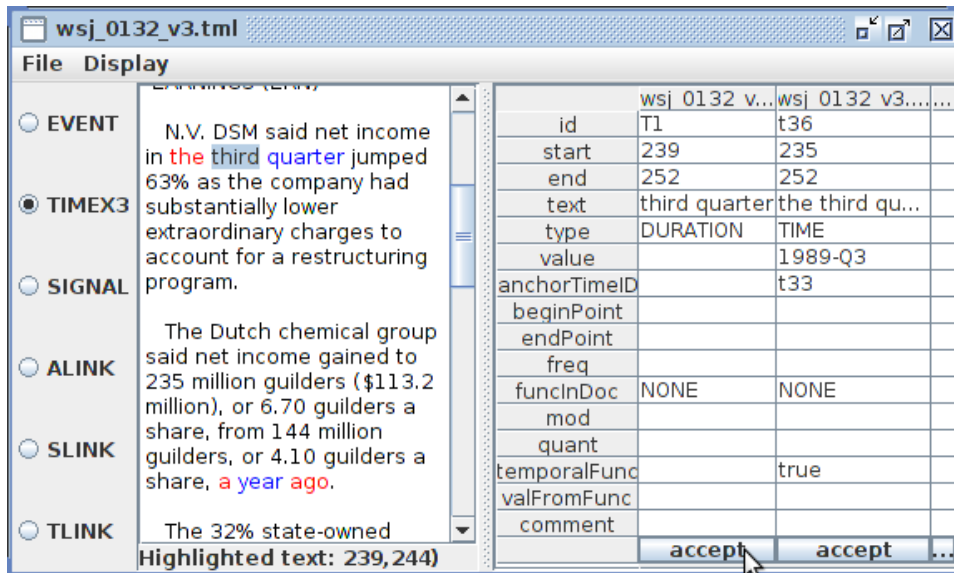 wsj_0132_v3.tml
File Display
EVENT
TIMEX3
SIGNAL
ALINK
SLINK
TLINK
EARNINGS (ERN)
N.V. DSM said net income
in the third quarter jumped
63% as the company had
substantially lower
extraordinary charges to
account for a restructuring
program.
The Dutch chemical group
said net income gained to
235 million guilders ($113.2
million), or 6.70 guilders a
share, from 144 million
guilders, or 4.10 guilders a
share, a year ago.
The 32% state-owned
Highlighted text: 239,244)
wsj_0132_v... wsj_0132_v3.... ...
id T1 t36
start 239 235
end 252 252
text third quarter the third qu...
type DURATION TIME
value 1989-Q3
anchorTimeID t33
beginPoint
endPoint
freq
funcInDoc NONE NONE
mod
quant
temporalFunc true
valFromFunc
comment
accept accept ...